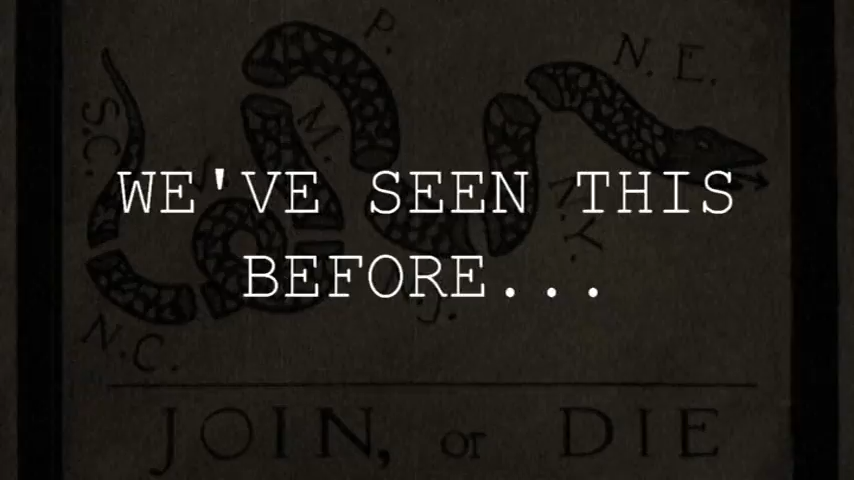 P.
N. E.
S.C.
M.
WE'VE SEEN THIS
N.Y.
BEFORE...
J.
N.C.
JOIN, or DIE